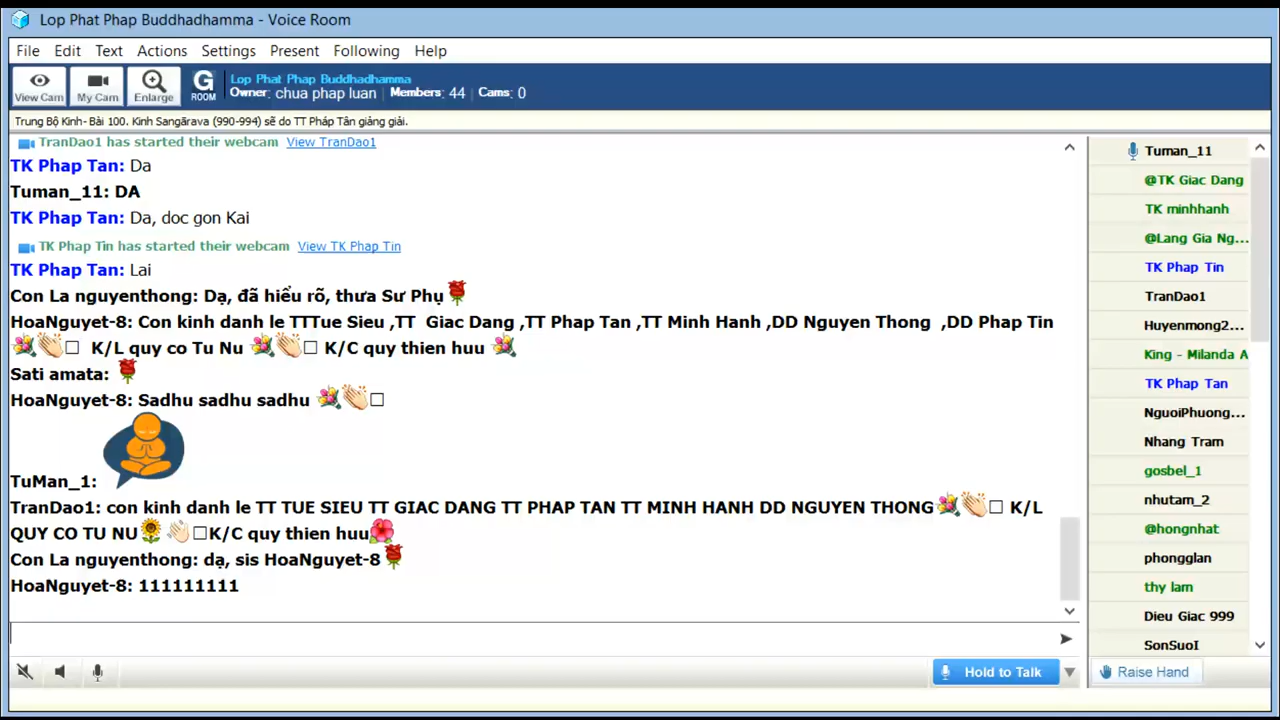 Lop Phat Phap Buddhadhamma - Voice Room
File Edit Text Actions Settings Present Following Help
View Cam My Cam Enlarge G ROOM
Lop Phat Phap Buddhadhamma
Owner: chua phap luan Members: 44 Cams: 0
Trung Bộ Kinh- Bài 100. Kinh Sangārava (990-994) sẽ do TT Pháp Tân giảng giải.
TranDao1 has started their webcam View TranDao1
TK Phap Tan: Da
Tuman_11: DA
TK Phap Tan: Da, doc gon Kai
TK Phap Tin has started their webcam View TK Phap Tin
TK Phap Tan: Lai
Con La nguyenthong: Dạ, đã hiểu rõ, thưa Sư Phụ
HoaNguyet-8: Con kinh danh le TTTue Sieu ,TT Giac Dang ,TT Phap Tan ,TT Minh Hanh ,DD Nguyen Thong ,DD Phap Tin
K/L quy co Tu Nu K/C quy thien huu
Sati amata:
HoaNguyet-8: Sadhu sadhu sadhu
TuMan_1:
TranDao1: con kinh danh le TT TUE SIEU TT GIAC DANG TT PHAP TAN TT MINH HANH DD NGUYEN THONG K/L
QUY CO TU NU K/C quy thien huu
Con La nguyenthong: dạ, sis HoaNguyet-8
HoaNguyet-8: 111111111
Tuman_11
@TK Giac Dang
TK minhhanh
@Lang Gia Ng...
TK Phap Tin
TranDao1
Huyenmong2...
King - Milanda A
TK Phap Tan
NguoiPhuong...
Nhang Tram
gosbel_1
nhutam_2
@hongnhat
phongglan
thy lam
Dieu Giac 999
SonSuoI
Hold to Talk
Raise Hand